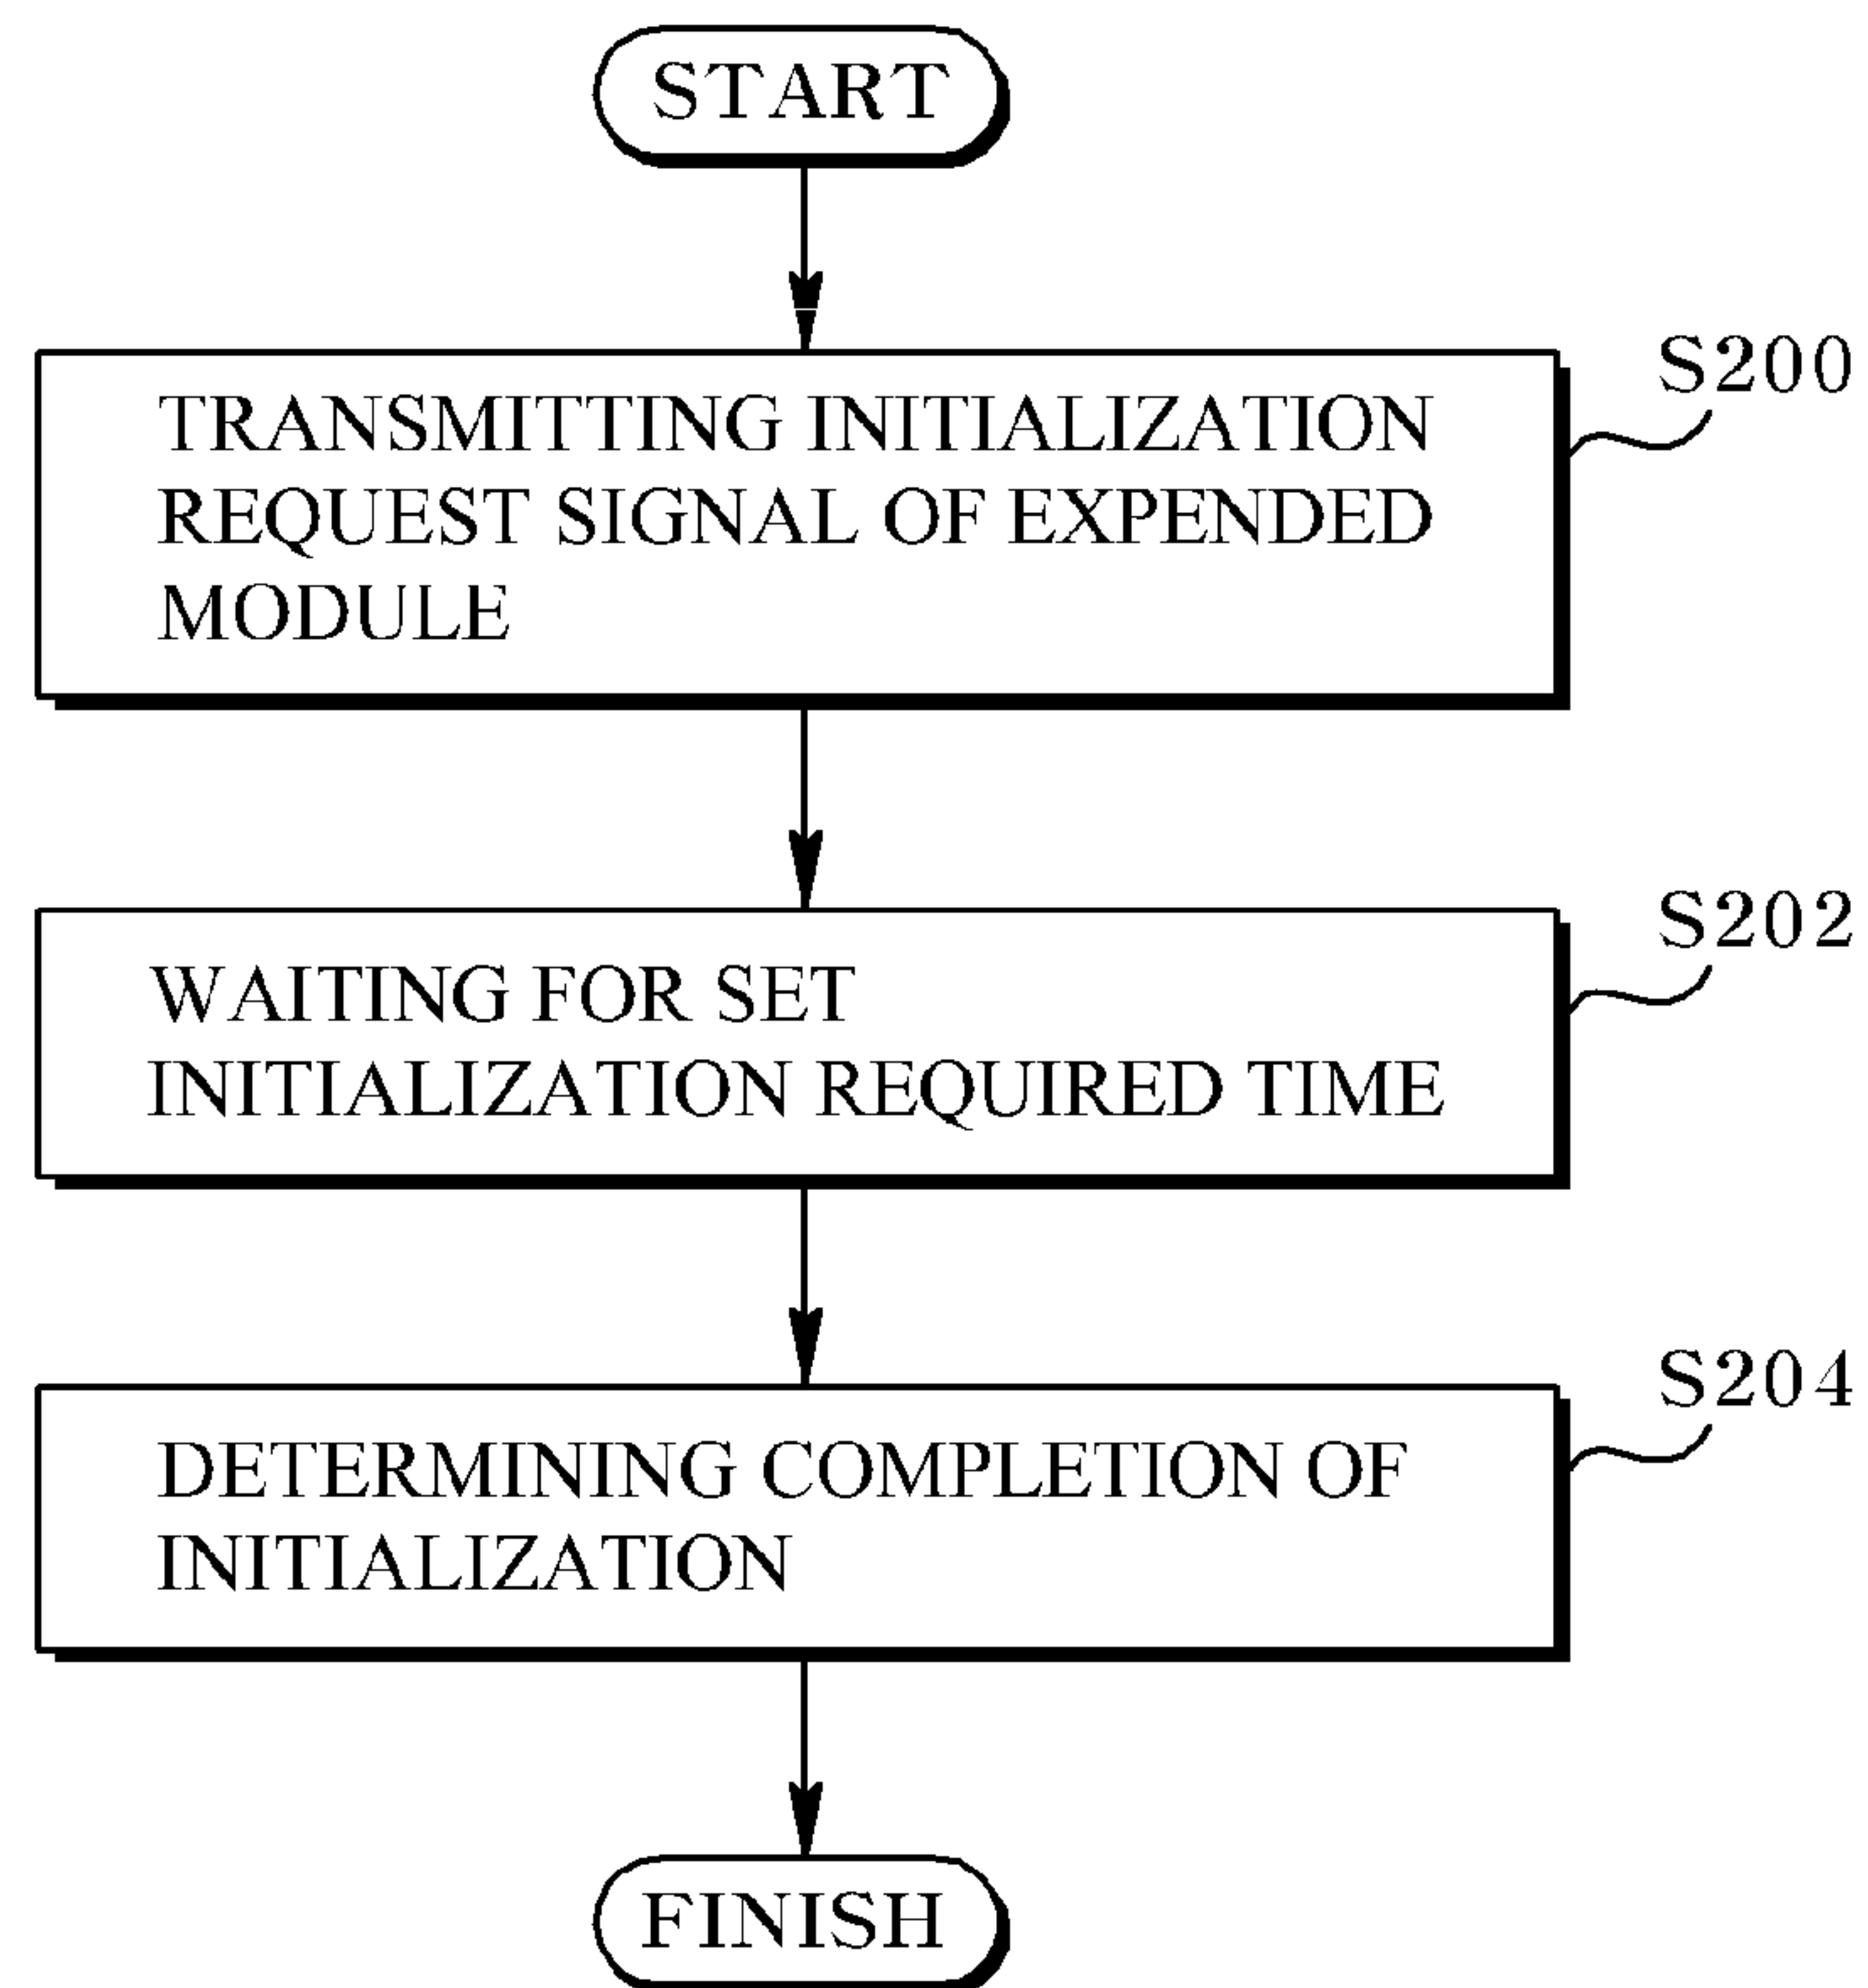 START
S200
TRANSMITTING INITIALIZATION
REQUEST SIGNAL OF EXPENDED
MODULE
S202
WAITING FOR SET
INITIALIZATION REQUIRED TIME
S204
DETERMINING COMPLETION OF
INITIALIZATION
FINISH